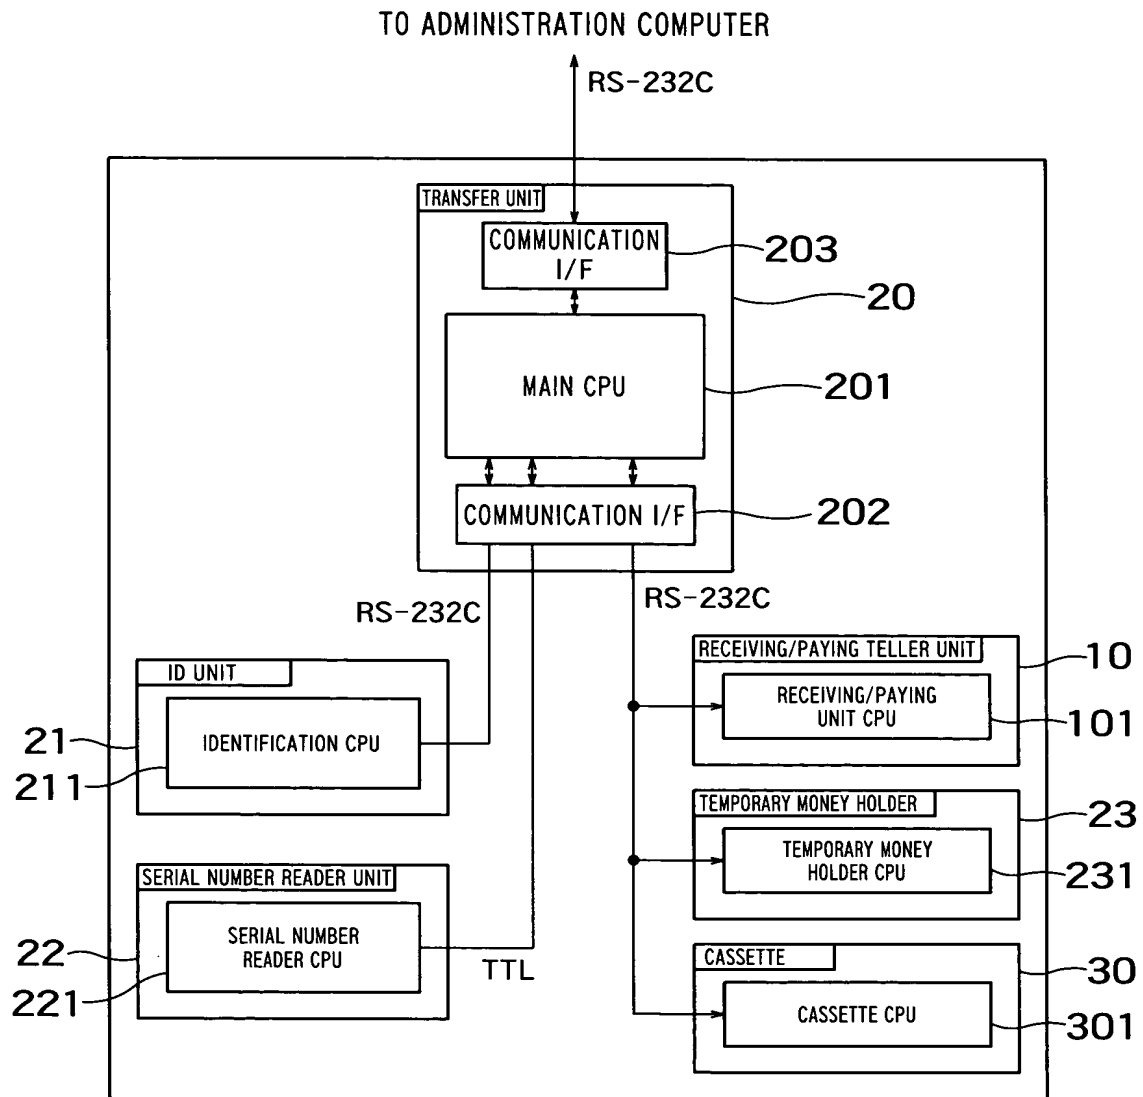 TO ADMINISTRATION COMPUTER
RS-232C
TRANSFER UNIT
COMMUNICATION
I/F
203
20
MAIN CPU
201
COMMUNICATION I/F
202
RS-232C
RS-232C
ID UNIT
IDENTIFICATION CPU
21
211
SERIAL NUMBER READER UNIT
SERIAL NUMBER
READER CPU
22
221
TTL
RECEIVING/PAYING TELLER UNIT
10
RECEIVING/PAYING
UNIT CPU
101
TEMPORARY MONEY HOLDER
23
TEMPORARY MONEY
HOLDER CPU
231
CASSETTE
30
CASSETTE CPU
301